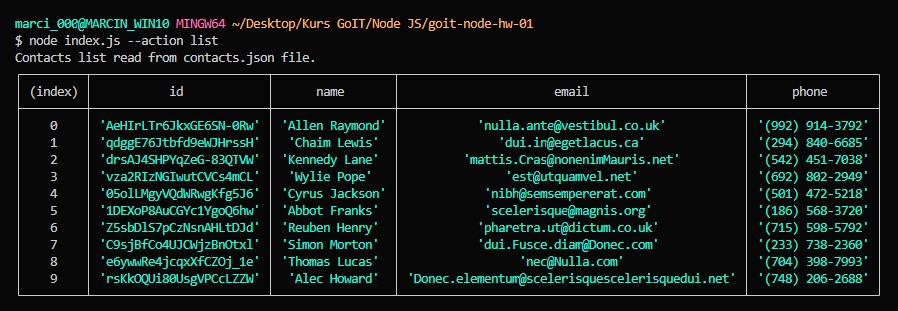 marci_000@MARCIN_WIN10 MINGW64 ~/Desktop/Kurs GoIT/Node JS/goit-node-hw-01
$ node index.js --action list
Contacts list read from contacts.json file.
(index) id name email phone
0 'AeHIrLTr6JkxGE6SN-0Rw' 'Allen Raymond' 'nulla.ante@vestibul.co.uk' '(992) 914-3792'
1 'qdggE76Jtbfd9eWJHrssH' 'Chaim Lewis' 'dui.in@egetlacus.ca' '(294) 840-6685'
2 'drsAJ4SHPYqZeG-83QTVW' 'Kennedy Lane' 'mattis.Cras@nonenimMauris.net' '(542) 451-7038'
3 'vza2RIzNGIwutCVCs4mCL' 'Wylie Pope' 'est@utquamvel.net' '(692) 802-2949'
4 '05olLMgyVQdWRwgKfg5J6' 'Cyrus Jackson' 'nibh@semsempererat.com' '(501) 472-5218'
5 '1DEXoP8AuCGYc1YgoQ6hw' 'Abbot Franks' 'scelerisque@magnis.org' '(186) 568-3720'
6 'Z5sbDlS7pCzNsnAHLtDJd' 'Reuben Henry' 'pharetra.ut@dictum.co.uk' '(715) 598-5792'
7 'C9sjBfCo4UJCWjzBnOtxl' 'Simon Morton' 'dui.Fusce.diam@Donec.com' '(233) 738-2360'
8 'e6ywwRe4jcqxXfCZOj_1e' 'Thomas Lucas' 'nec@Nulla.com' '(704) 398-7993'
9 'rsKkOQUi80UsgVPCcLZZW' 'Alec Howard' 'Donec.elementum@scelerisquescelerisquedui.net' '(748) 206-2688'